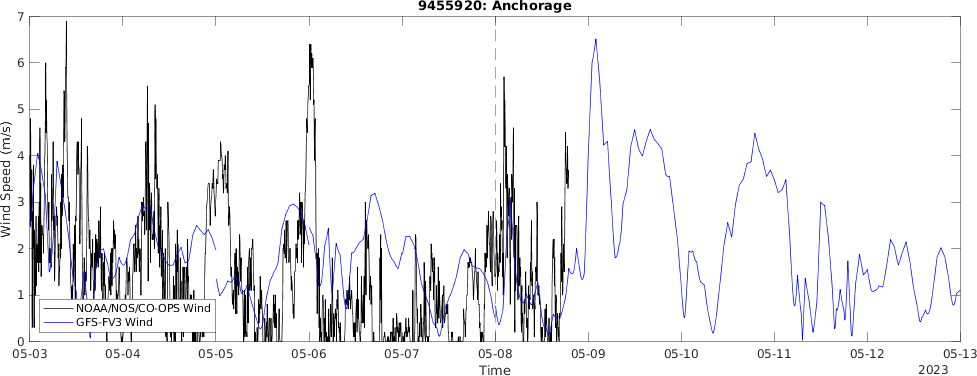 9455920: Anchorage
7
6
5
4
3
2
1
0
Wind Speed (m/s)
NOAA/NOS/CO-OPS Wind
GFS-FV3 Wind
05-03 05-04 05-05 05-06 05-07 05-08 05-09 05-10 05-11 05-12 05-13
Time
2023